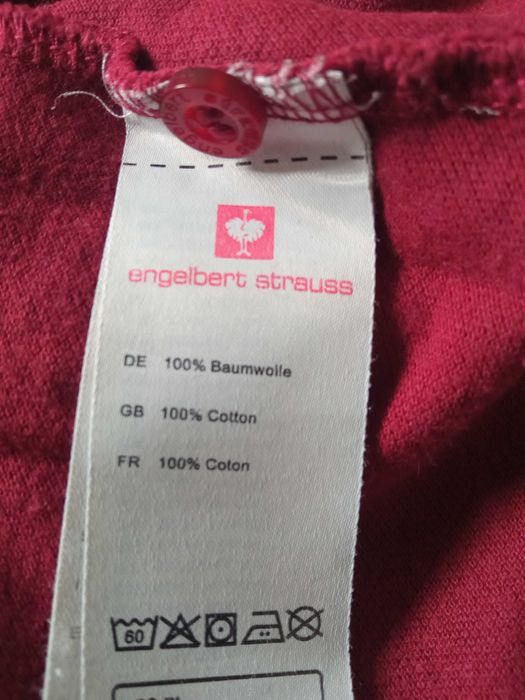 engelbert strauss
DE 100% Baumwolle
GB 100% Cotton
FR 100% Coton
60